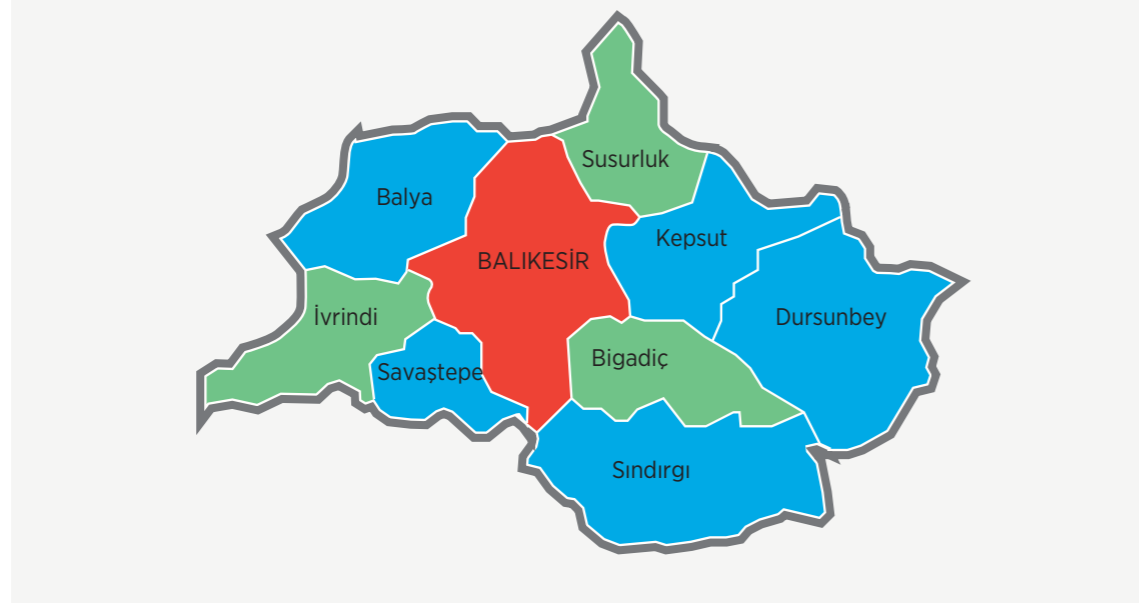 Susurluk
Balya
Kepsut
BALIKESİR
İvrindi
Dursunbey
Bigadiç
Savaştepe
Sındırgı